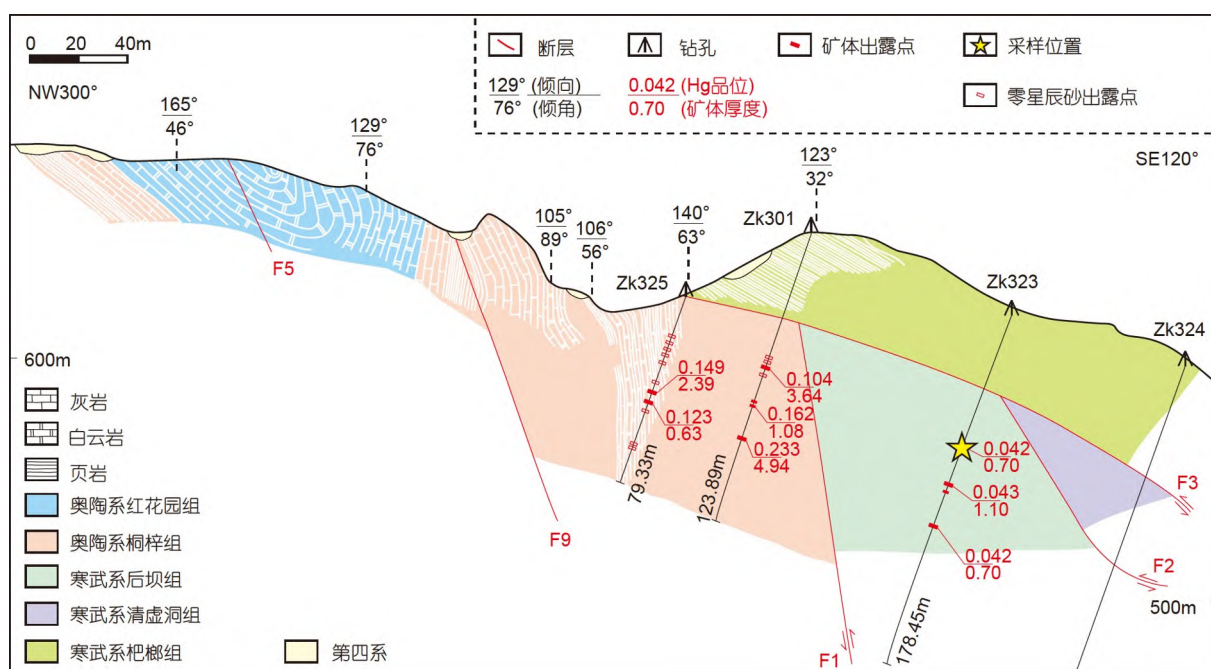 0 20 40m
NW300°
断层
钻孔
矿体出露点
采样位置
129° (倾向)
76° (倾角)
0.042 (Hg品位)
0.70 (矿体厚度)
零星辰砂出露点
SE120°
165°
46°
129°
76°
105°
89°
106°
56°
140°
63°
123°
32°
Zk301
Zk325
Zk323
Zk324
F5
600m
0.149
2.39
0.123
0.63
0.104
3.64
0.162
1.08
0.233
4.94
0.042
0.70
0.043
1.10
0.042
0.70
79.33m
123.89m
178.45m
F9
F1
F3
F2
500m
灰岩
白云岩
页岩
奥陶系红花园组
奥陶系桐梓组
寒武系后坝组
寒武系清虚洞组
寒武系杷榔组
第四系